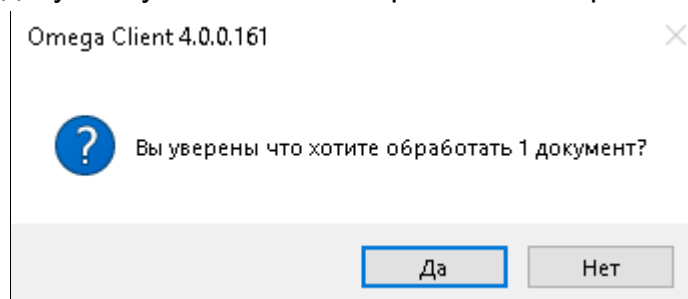 Omega Client 4.0.0.161
Вы уверены что хотите обработать 1 документ?
Да
Нет